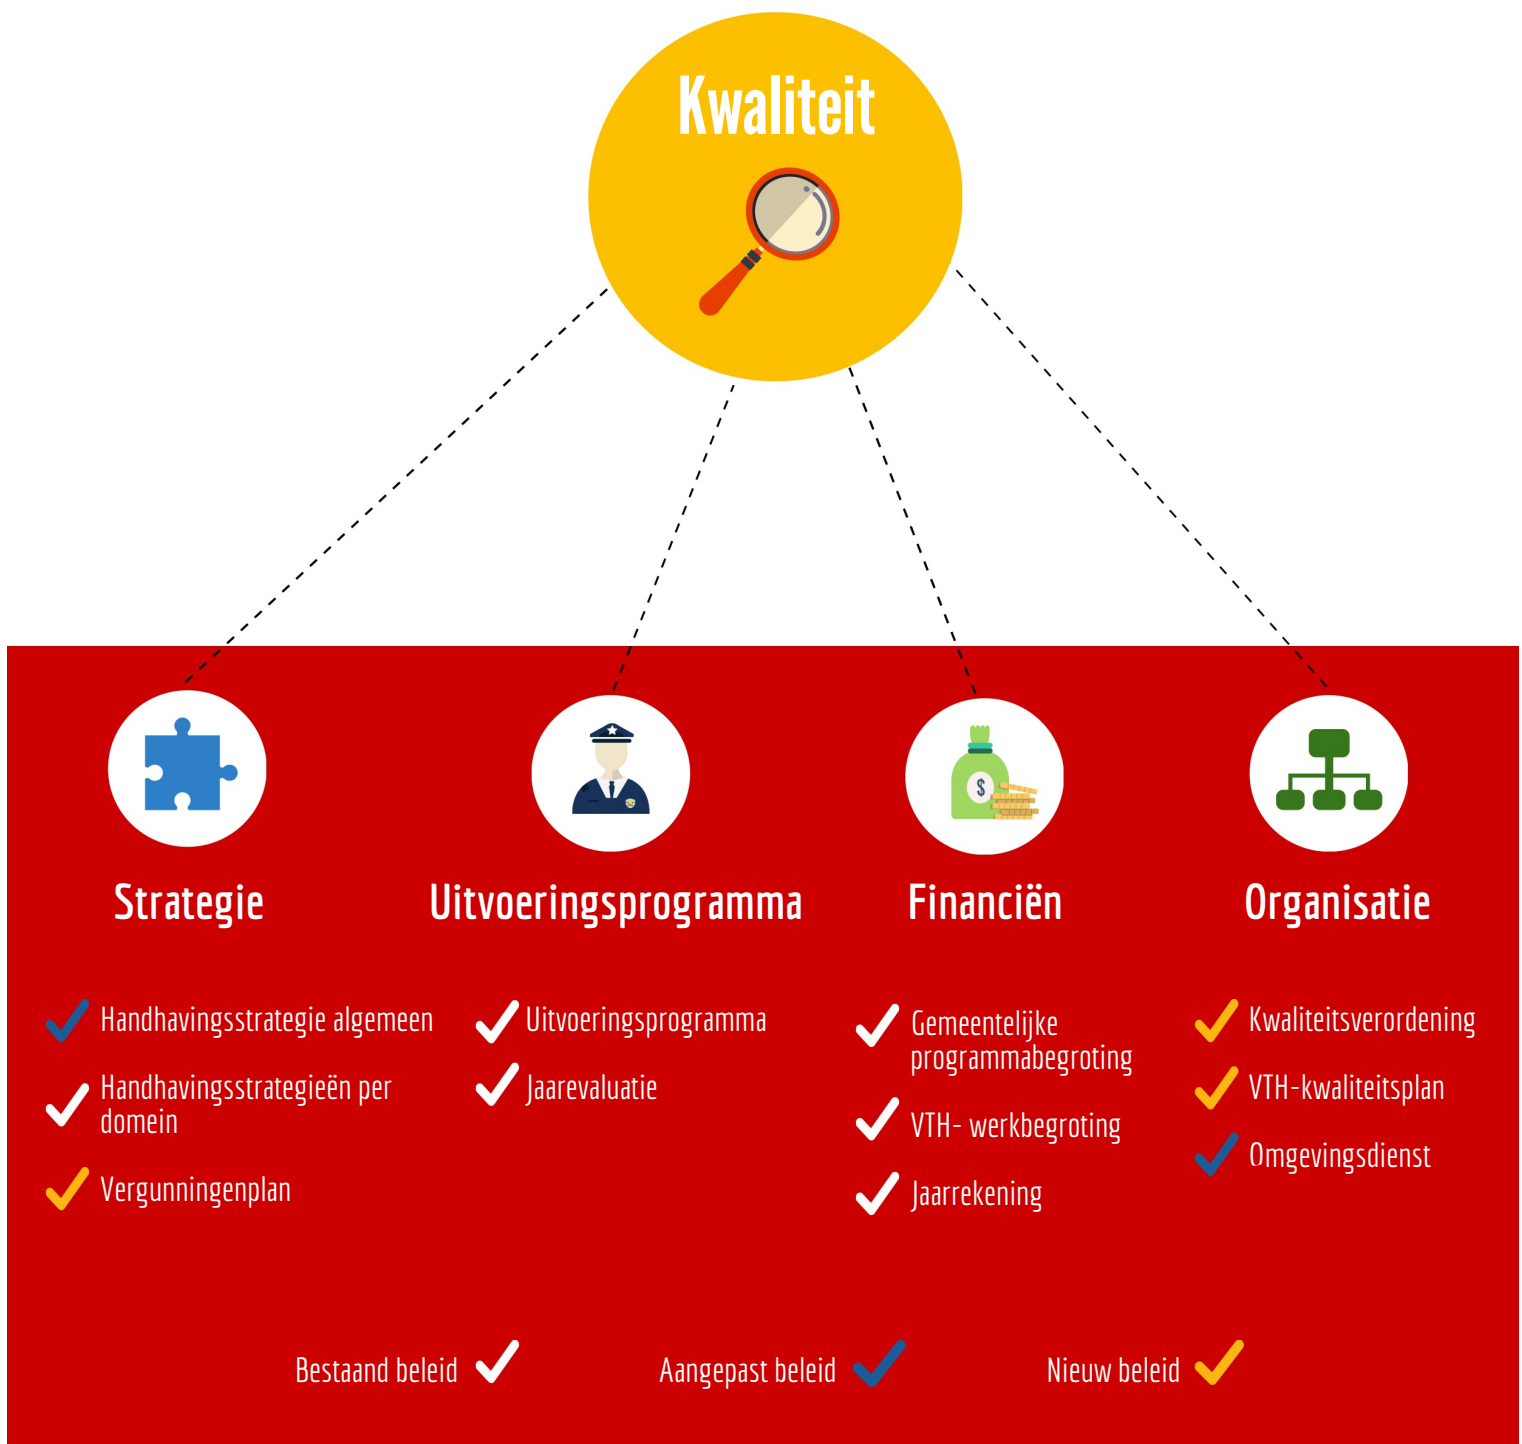 Kwaliteit
$
Strategie
Handhavingsstrategie algemeen
Handhavingsstrategieën per
domein
Vergunningenplan
Uitvoeringsprogramma
Uitvoeringsprogramma
Jaarevaluatie
Financiën
Gemeentelijke
programmabegroting
VTH- werkbegroting
Jaarrekening
Organisatie
Kwaliteitsverordening
VTH-kwaliteitsplan
Omgevingsdienst
Bestaand beleid
Aangepast beleid
Nieuw beleid